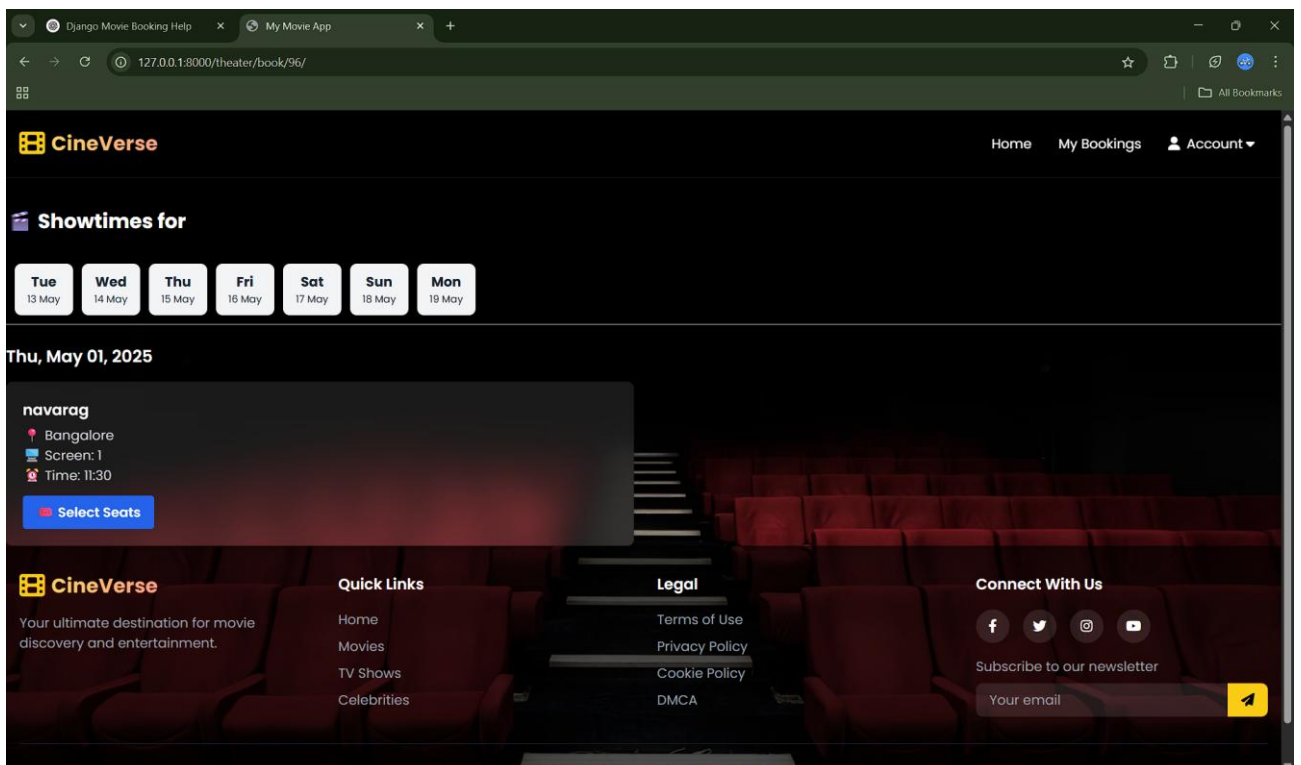 Django Movie Booking Help
My Movie App
127.0.0.1:8000/theater/book/96/
All Bookmarks
CineVerse
Home My Bookings Account
Showtimes for
Tue Wed Thu Fri Sat Sun Mon
13 May 14 May 15 May 16 May 17 May 18 May 19 May
Thu, May 01, 2025
navarag
Bangalore
Screen: 1
Time: 11:30
Select Seats
CineVerse
Your ultimate destination for movie
discovery and entertainment.
Quick Links
Home
Movies
TV Shows
Celebrities
Legal
Terms of Use
Privacy Policy
Cookie Policy
DMCA
Connect With Us
Subscribe to our newsletter
Your email